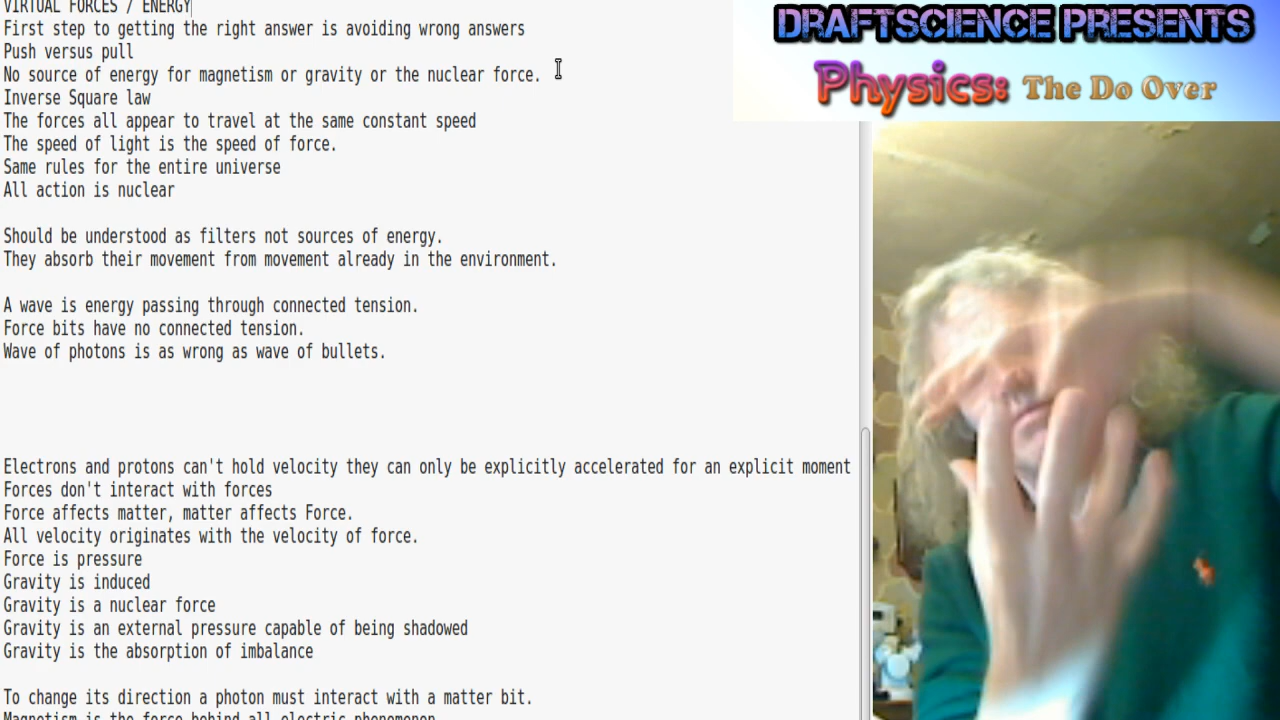 VIRTUAL FORCES / ENERGY
First step to getting the right answer is avoiding wrong answers
Push versus pull
No source of energy for magnetism or gravity or the nuclear force.
Inverse Square law
The forces all appear to travel at the same constant speed
The speed of light is the speed of force.
Same rules for the entire universe
All action is nuclear
Should be understood as filters not sources of energy.
They absorb their movement from movement already in the environment.
A wave is energy passing through connected tension.
Force bits have no connected tension.
Wave of photons is as wrong as wave of bullets.
Electrons and protons can't hold velocity they can only be explicitly accelerated for an explicit moment
Forces don't interact with forces
Force affects matter, matter affects Force.
All velocity originates with the velocity of force.
Force is pressure
Gravity is induced
Gravity is a nuclear force
Gravity is an external pressure capable of being shadowed
Gravity is the absorption of imbalance
To change its direction a photon must interact with a matter bit.
Magnetism is the force behind all electric phenomenon
DRAFTSCIENCE PRESENTS
Physics: The Do Over